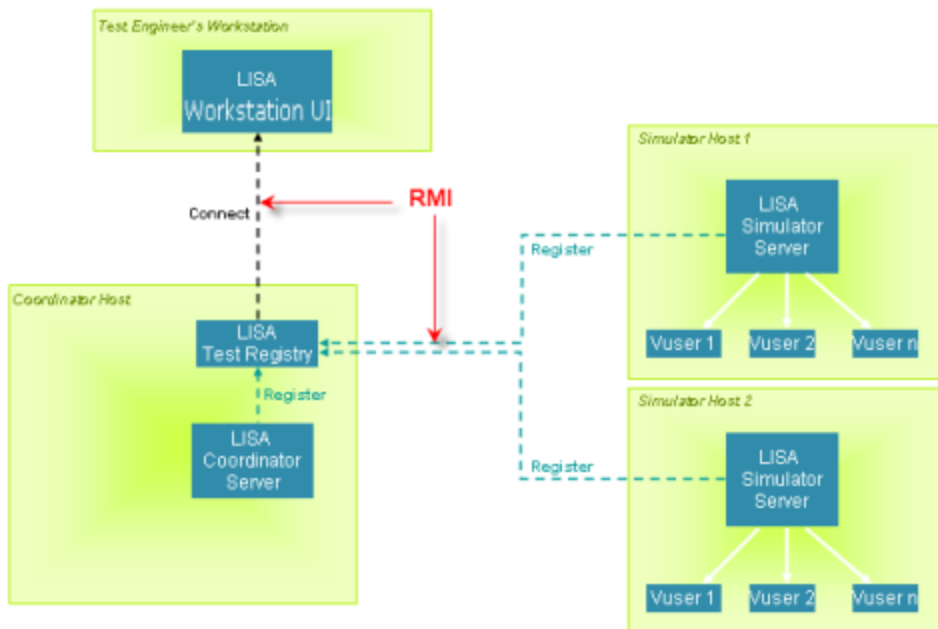 Test Engineer's Workstation
LISA
Workstation UI
Connect
RMI
Coordinator Host
LISA
Test Registry
Register
LISA
Coordinator
Server
Simulator Host 1
LISA
Simulator
Server
Register
Vuser 1
Vuser 2
Vuser n
Simulator Host 2
LISA
Simulator
Server
Register
Vuser 1
Vuser 2
Vuser n